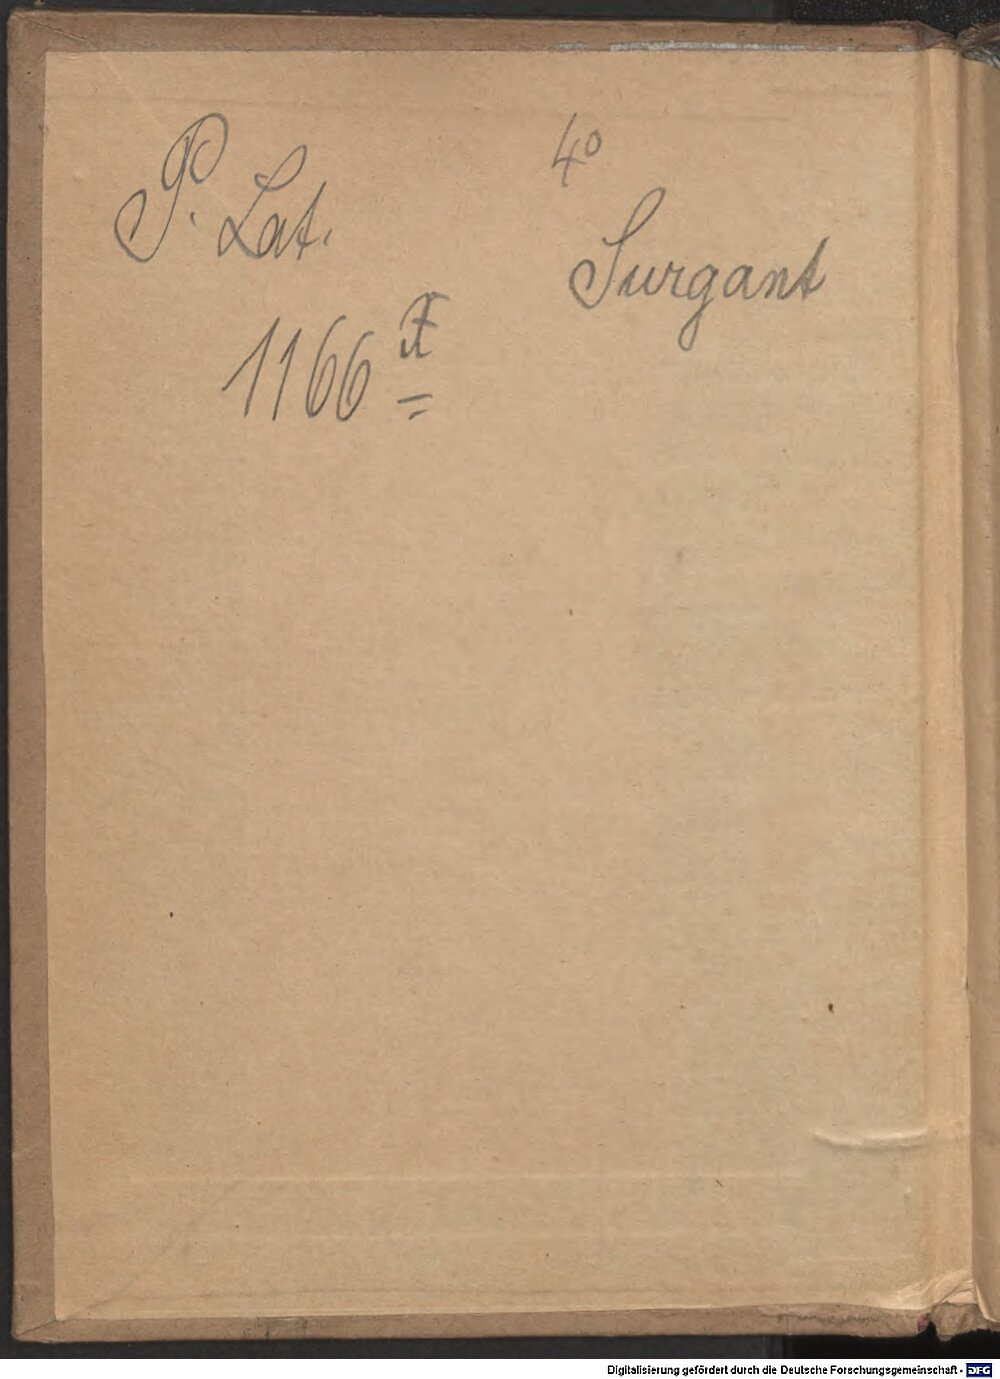 4°
P. Lat.
Surgant
1166
Digitalisierung gefördert durch die Deutsche Forschungsgemeinschaft - DFG